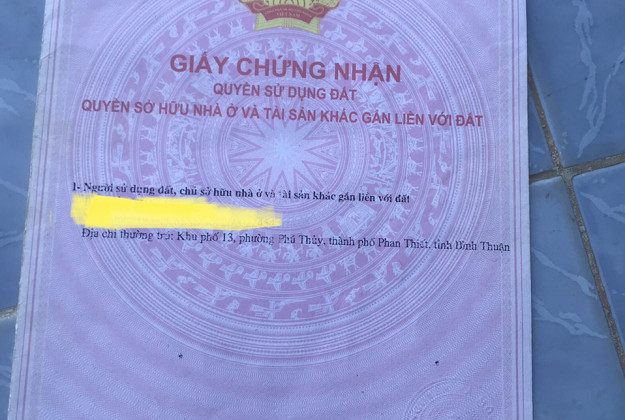 GIẤY CHỨNG NHẬN
QUYỀN SỬ DỤNG ĐẤT
QUYỀN SỞ HỮU NHÀ Ở VÀ TÀI SẢN KHÁC GẮN LIỀN VỚI ĐẤT
I- Người sử dụng đất, chủ sở hữu nhà ở và tài sản khác gắn liền với đất
Địa chỉ thường trú: Khu phố 13, phường Phú Thủy, thành phố Phan Thiết, tỉnh Bình Thuận